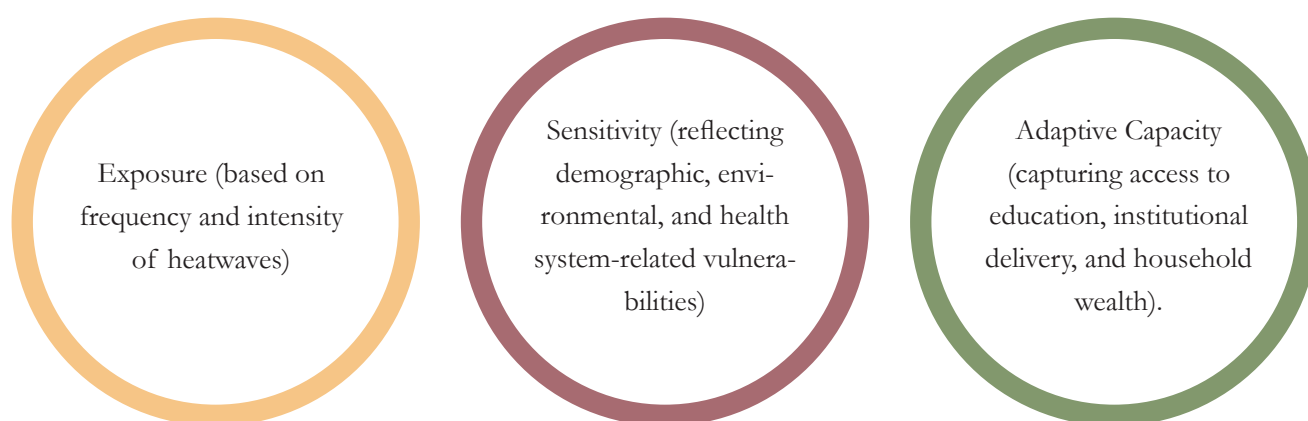 Exposure (based on
frequency and intensity
of heatwaves)
Sensitivity (reflecting
demographic, envi-
ronmental, and health
system-related vulnera-
bilities)
Adaptive Capacity
(capturing access to
education, institutional
delivery, and household
wealth).